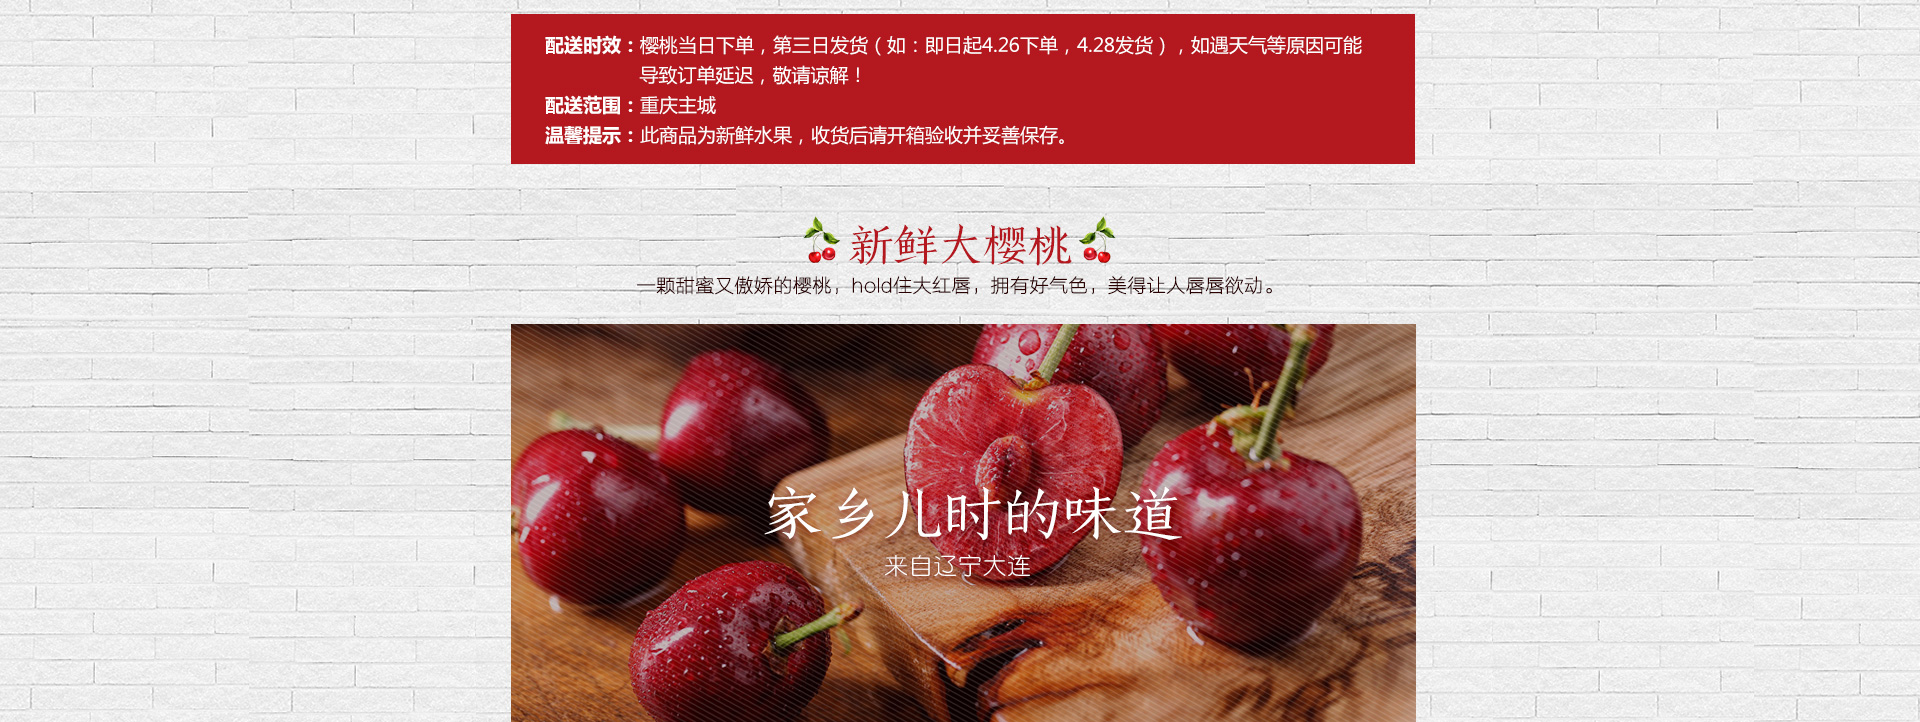 配送时效：樱桃当日下单，第三日发货（如：即日起4.26下单，4.28发货），如遇天气等原因可能
导致订单延迟，敬请谅解！
配送范围：重庆主城
温馨提示：此商品为新鲜水果，收货后请开箱验收并妥善保存。
新鲜大樱桃
一颗甜蜜又傲娇的樱桃，hold住大红唇，拥有好气色，美得让人唇唇欲动。
家乡儿时的味道
来自辽宁大连